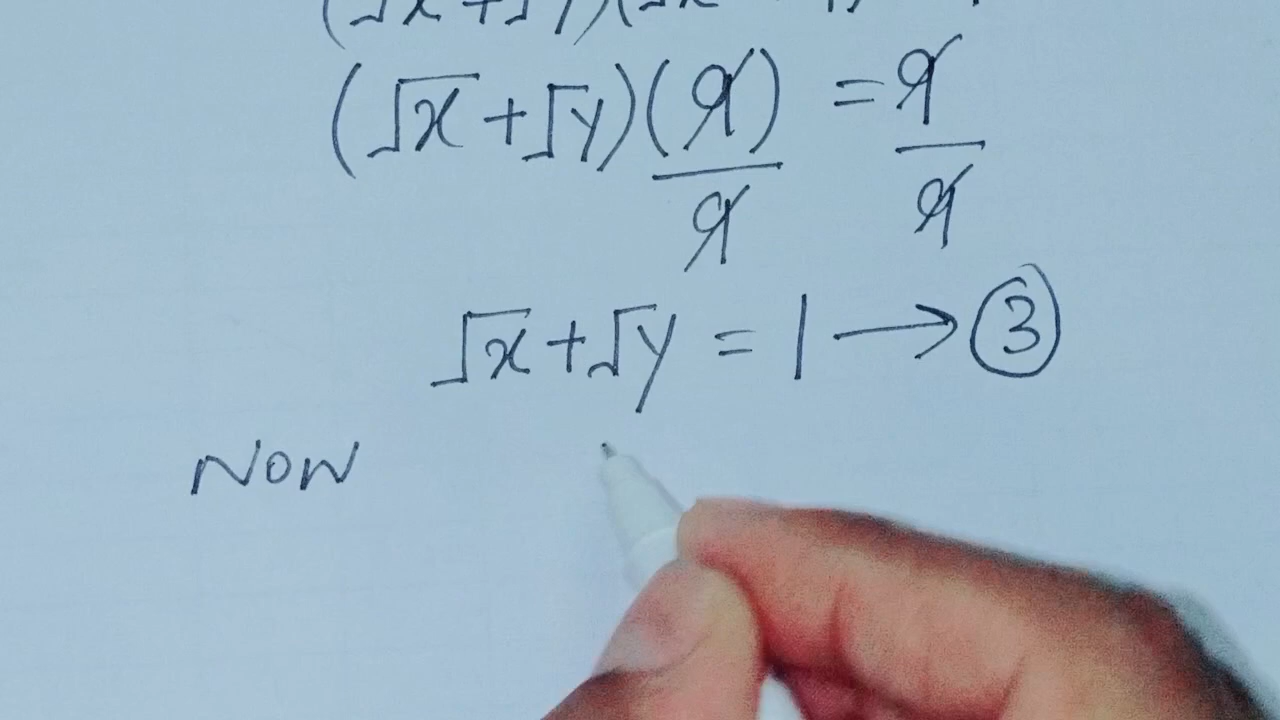 (√x + √y)(9)/9 = 9/9
√x + √y = 1 → ③
NOW